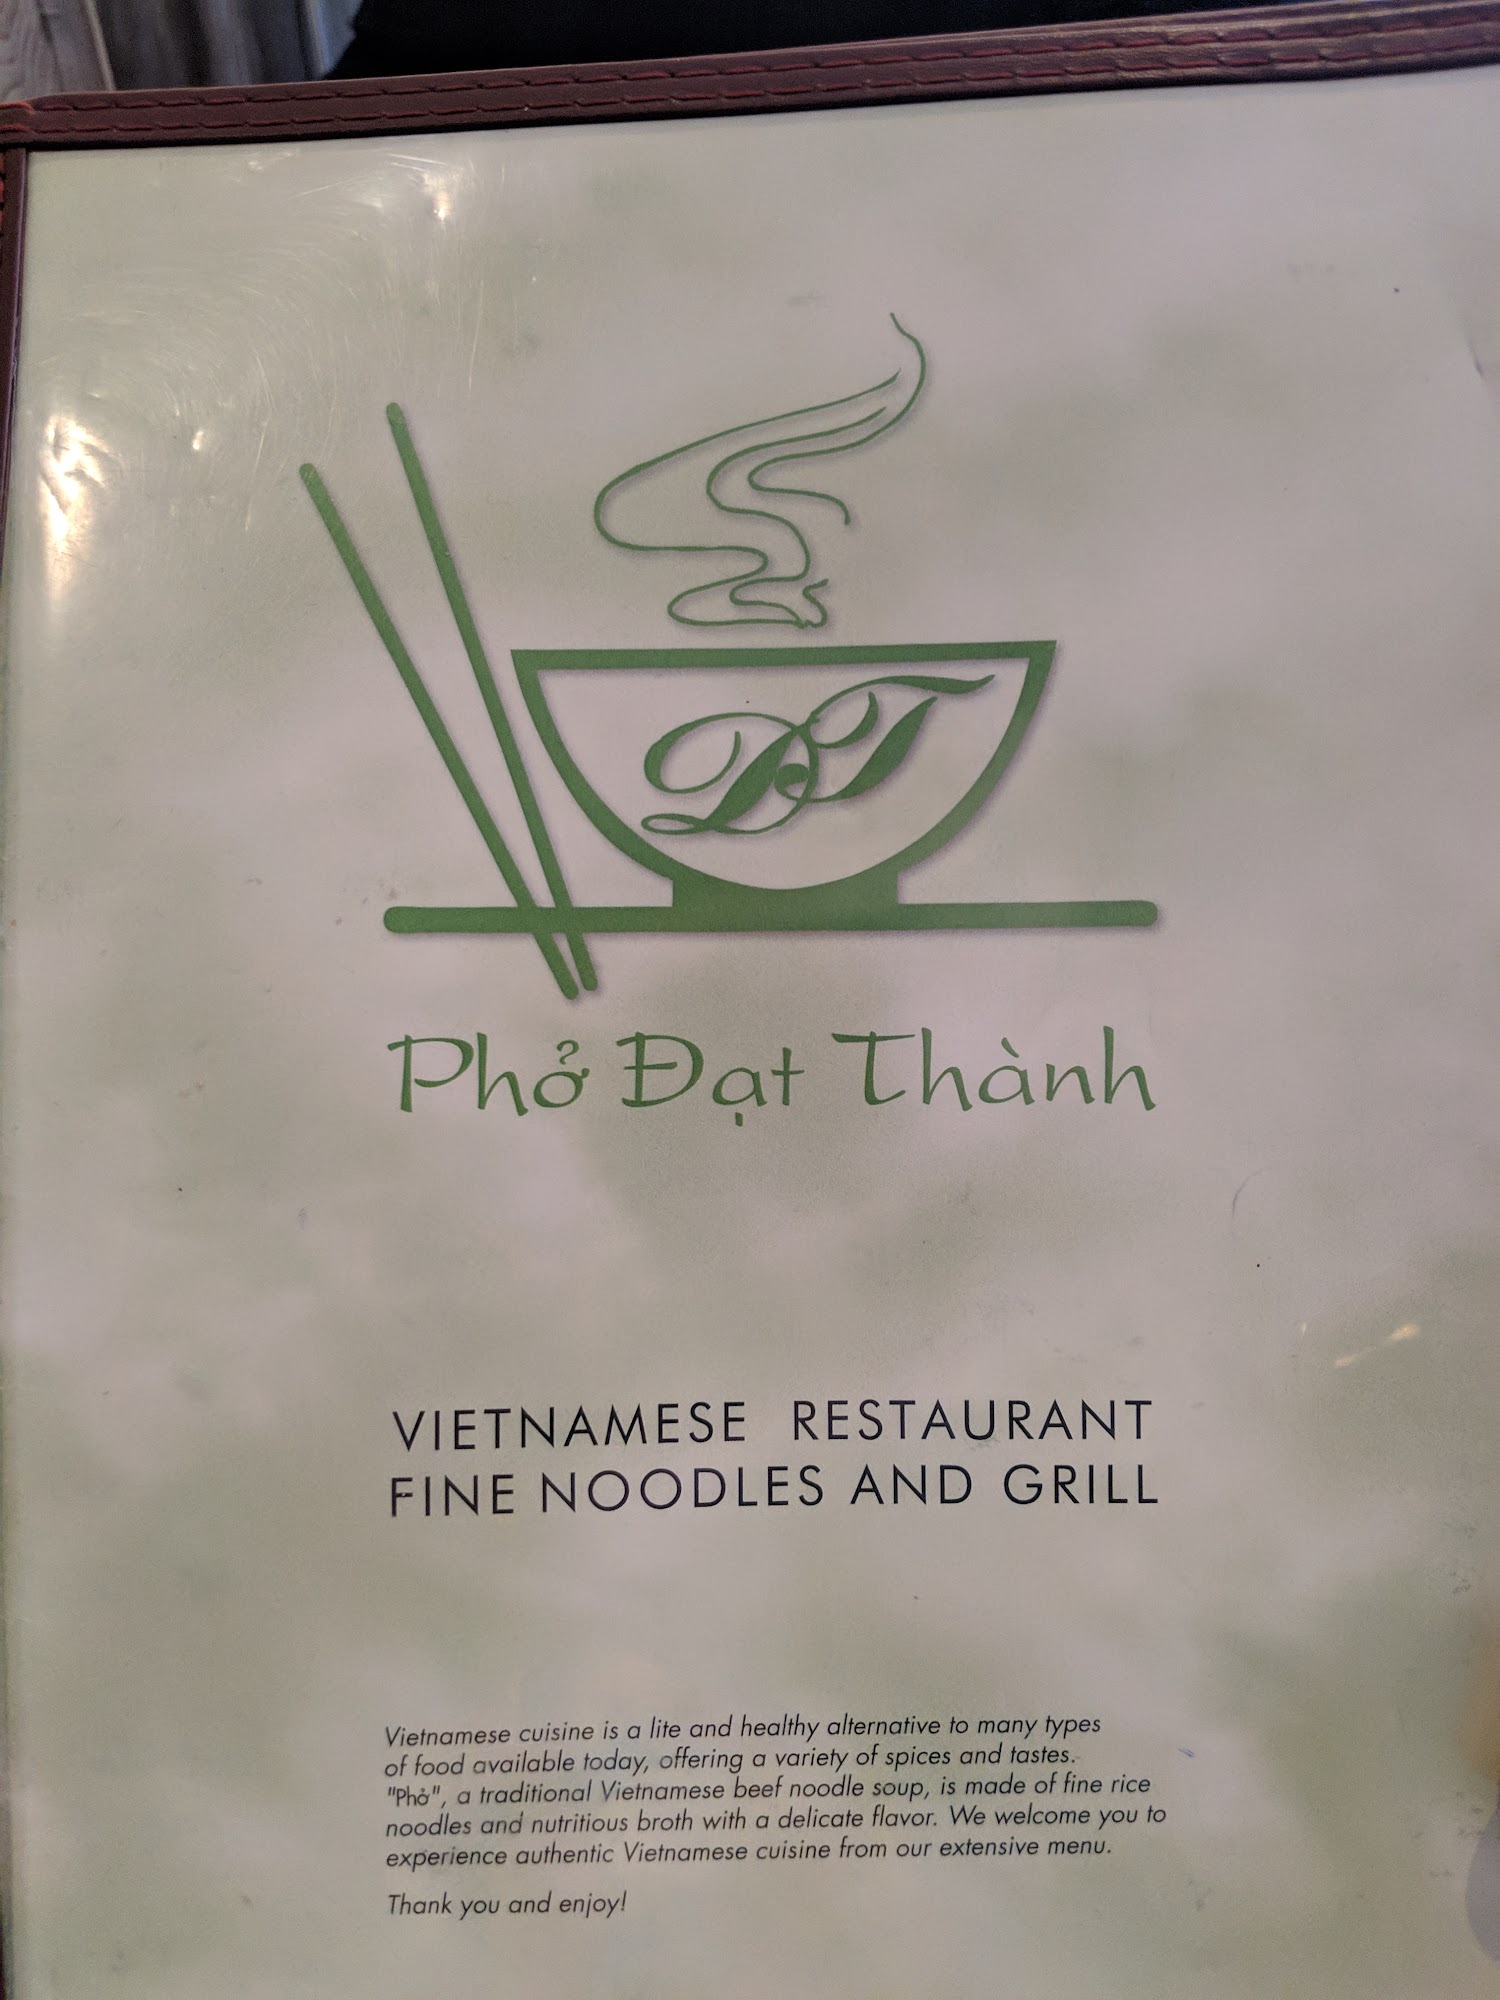 DT
Phở Đạt Thành
VIETNAMESE RESTAURANT
FINE NOODLES AND GRILL
Vietnamese cuisine is a lite and healthy alternative to many types
of food available today, offering a variety of spices and tastes.
"Phở", a traditional Vietnamese beef noodle soup, is made of fine rice
noodles and nutritious broth with a delicate flavor. We welcome you to
experience authentic Vietnamese cuisine from our extensive menu.
Thank you and enjoy!